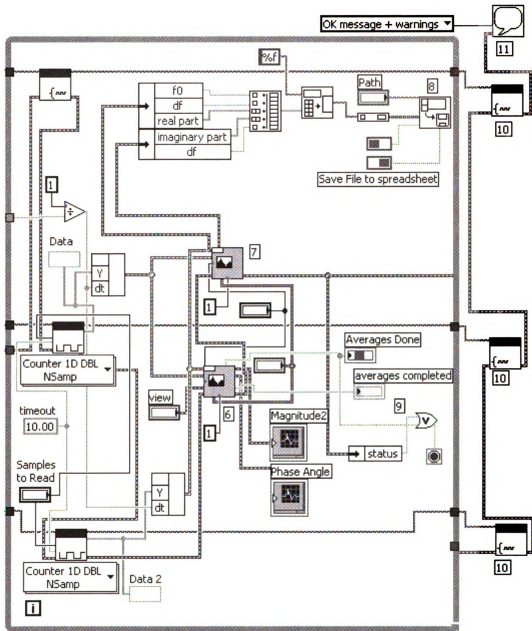 OK message + warnings
11
%f
Path
8
f0
df
real part
imaginary part
df
10
Save File to spreadsheet
1
÷
Data
7
Y
dt
1
Averages Done
Counter 1D DBL
NSamp
averages completed
10
view
6
9
timeout
10.00
1
Magnitude2
V
status
Samples
to Read
Phase Angle
Y
dt
Counter 1D DBL
NSamp
Data 2
10
i